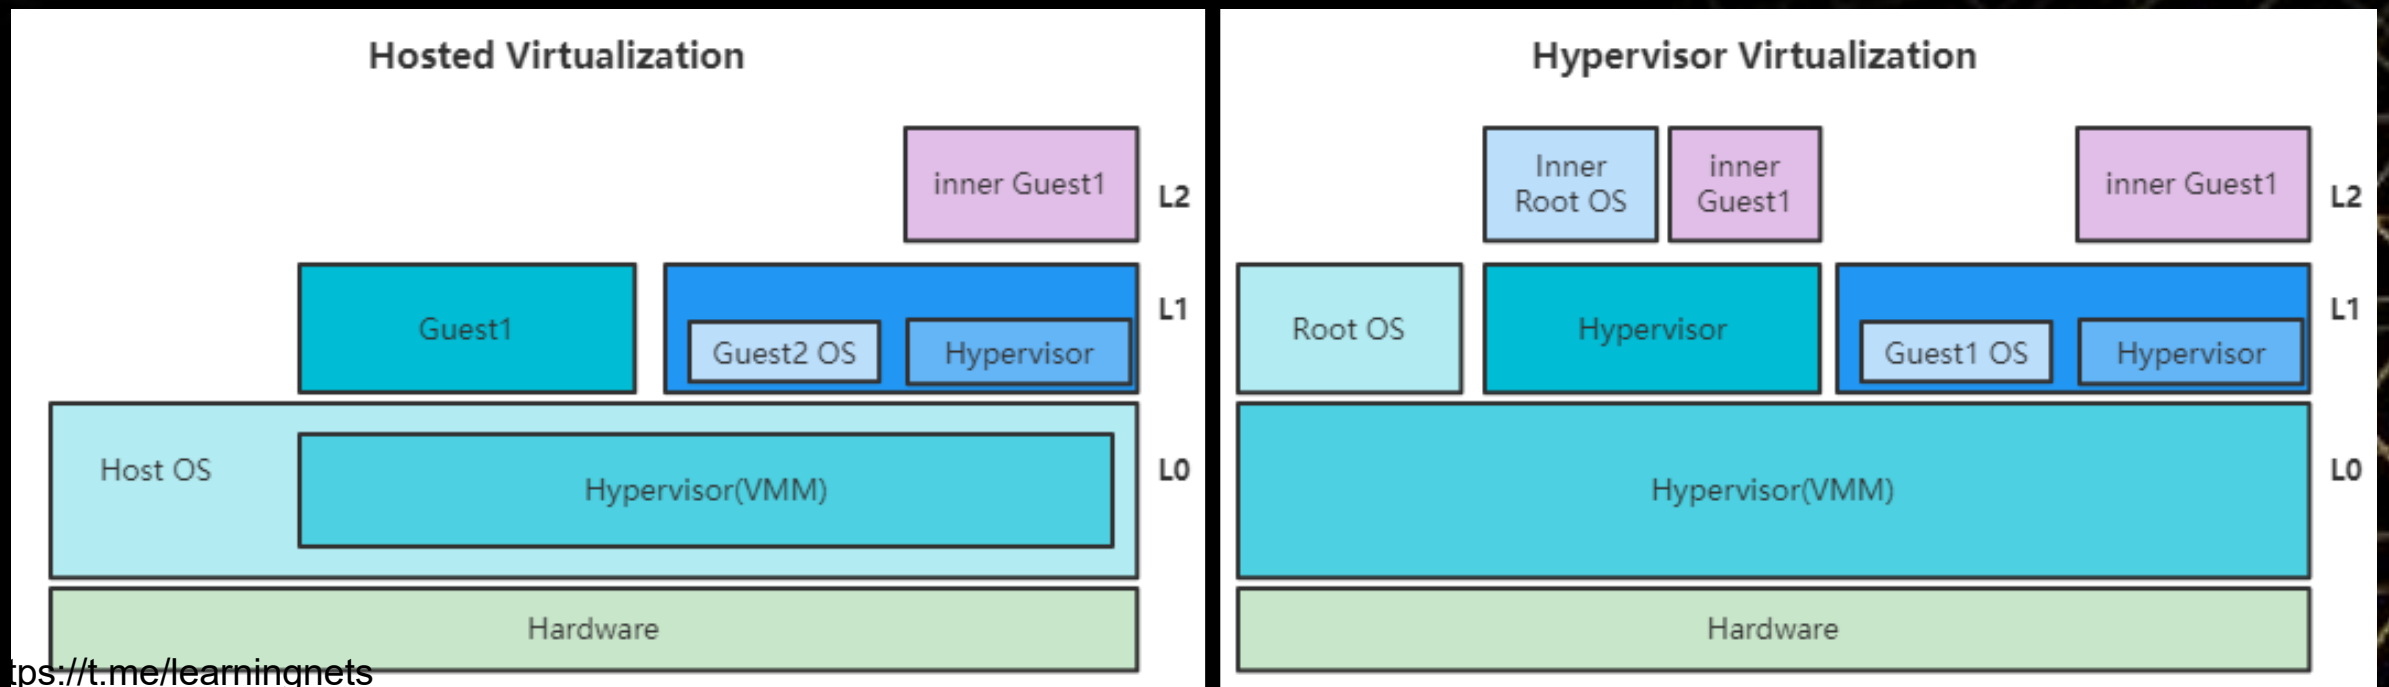 Hosted Virtualization
inner Guest1
L2
Guest1
Guest2 OS
Hypervisor
L1
Host OS
Hypervisor(VMM)
L0
Hardware
tps://t.me/learningnets
Hypervisor Virtualization
Inner
Root OS
inner
Guest1
inner Guest1
L2
Root OS
Hypervisor
Guest1 OS
Hypervisor
L1
Hypervisor(VMM)
L0
Hardware